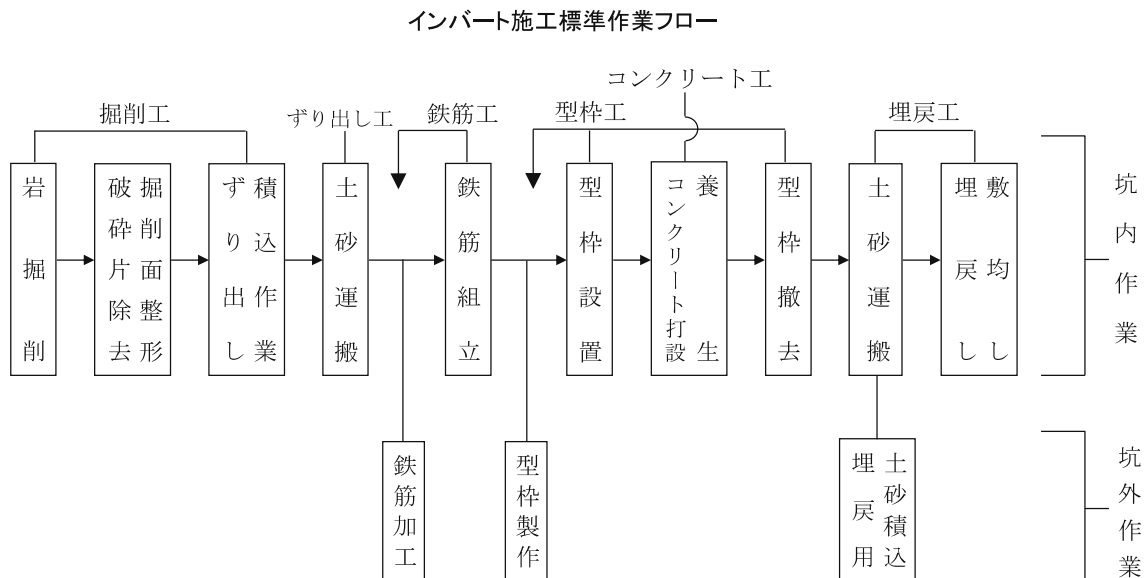 インバート施工標準作業フロー
コンクリート工
掘削工
ずり出し工
鉄筋工
型枠工
埋戻工
岩掘削
掘削面整形
破砕片除去
積込作業
ずり出し
土砂運搬
鉄筋組立
型枠設置
養生
コンクリート打設
型枠撤去
土砂運搬
敷均し
埋戻し
坑内作業
鉄筋加工
型枠製作
土砂積込
埋戻用
坑外作業